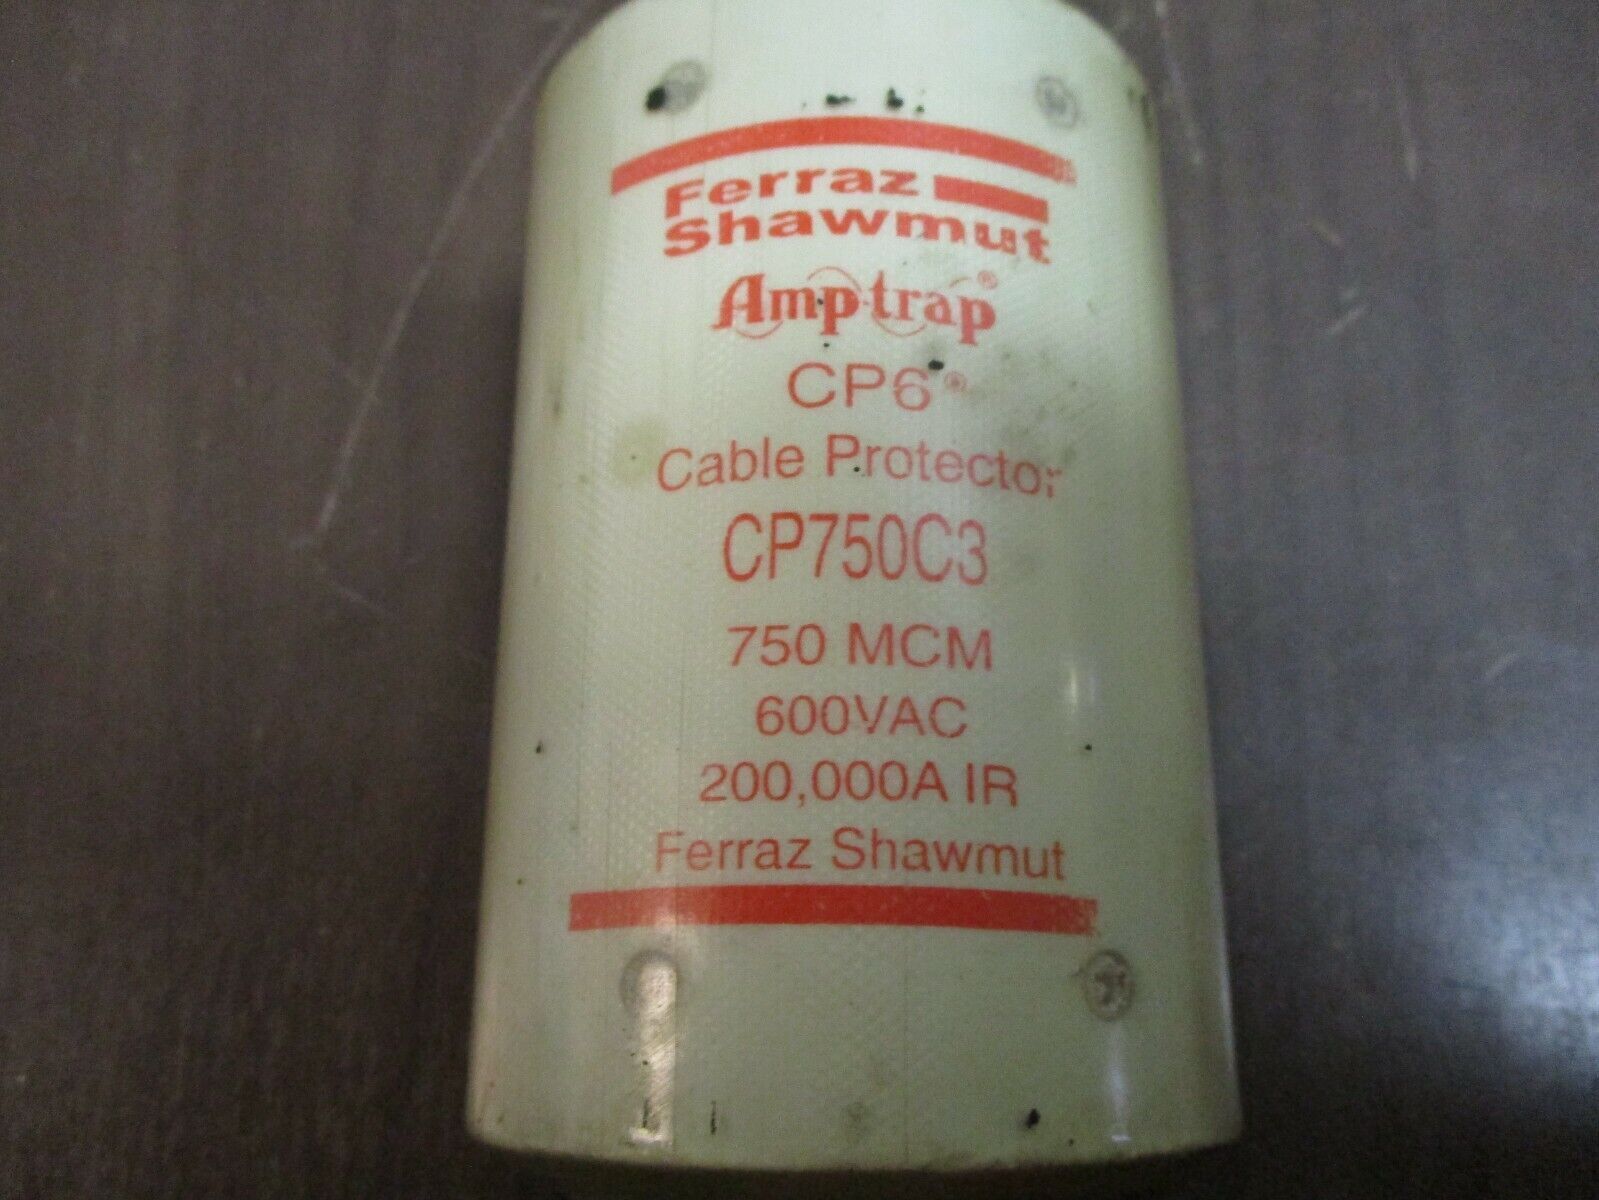 Ferraz
Shawmut
Amp-trap®
CP6®
Cable Protector
CP750C3
750 MCM
600VAC
200,000A IR
Ferraz Shawmut